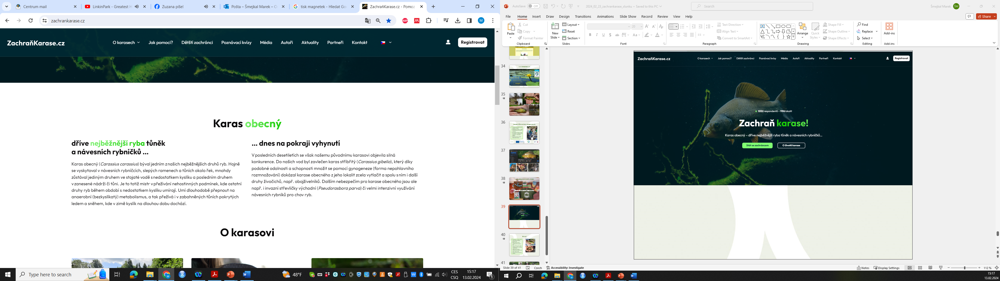 Centrum mail
LinkinPark - Greatest H
Zuzana píše!
Pošta – Šmejkal Marek – O
tisk magnetek - Hledat Goo
ZachraňKarase.cz - Pomoz
zachrankarase.cz
ABP
M
ZachraňKarase.cz
O karasech
Jak pomoci?
Dětští zachránci
Poznávací kvízy
Média
Autoři
Aktuality
Partneři
Kontakt
Registrovat
Karas obecný
dříve nejběžnější ryba tůněk
a návesních rybníčků ...
Karas obecný (Carassius carassius) býval jedním z našich nejběžnějších druhů ryb. Hojně
se vyskytoval v návesních rybníčcích, slepých ramenech a tůních okolo řek, mnohdy
zůstával jediným druhem ve stojaté vodě s nedostatkem kyslíku a posledním druhem
v zanesené nádrži či tůni. Je to totiž mistr v přežívání nehostinných podmínek, kde ostatní
druhy ryb během období s nedostatkem kyslíku umírají. Umí dlouhodobě přepnout na
anaerobní (bezkyslíkatý) metabolismus, a tak přežívá i v zabahněných tůních pokrytých
ledem a sněhem, kde v zimě kyslík na dlouhou dobu dochází.
... dnes na pokraji vyhynutí
V posledních desetiletích se však našemu původnímu karasovi objevila silná
konkurence. Do našich vod byl zavlečen karas stříbřitý (Carassius gibelio), který díky
podobné odolnosti a schopnosti množit se pomocí gynogeneze (forma nepohlavního
rozmnožování) dokázal karase obecného z jeho lokalit zcela vytlačit a spolu s ním i další
druhy živočichů, např. obojživelníků. Dalším nebezpečím pro karase obecného jsou ale
např. i invazní střevličky východní (Pseudorasbora parva) či velmi intenzivní využívání
návesních rybníků pro chov ryb.
O karasovi
Type here to search
48°F
CES
CSQ
15:17
13.02.2024
1
AutoSave Off
2024_02_23_zachrankarase_slunku • Saved to this PC
Search
Šmejkal Marek
ŠM
File
Home
Insert
Draw
Design
Transitions
Animations
Slide Show
Record
Review
View
Help
Share
Paste
Cut
Copy
Format Painter
Clipboard
New
Slide
Layout
Reset
Section
Slides
20
Font
Text Direction
Align Text
Convert to SmartArt
Paragraph
Arrange
Quick
Styles
Shape Fill
Shape Outline
Shape Effects
Drawing
Find
Replace
Select
Editing
Add-ins
Add-ins
34
35
36
37
38
39
40
41
ZachraňKarase.cz
O karasech
Jak pomoci?
Dětští zachránci
Poznávací kvízy
Média
Autoři
Aktuality
Partneři
Kontakt
Registrovat
1052 respondentů – 1196 lokalit
Zachraň karase!
Karas obecný – dříve nejběžnější ryba tůněk a návesních rybníčků...
Stát se zachráncem
O životě karase
Slide 39 of 41
Czech
Accessibility: Investigate
Notes
Display Settings
112 %
15:17
13.02.2024